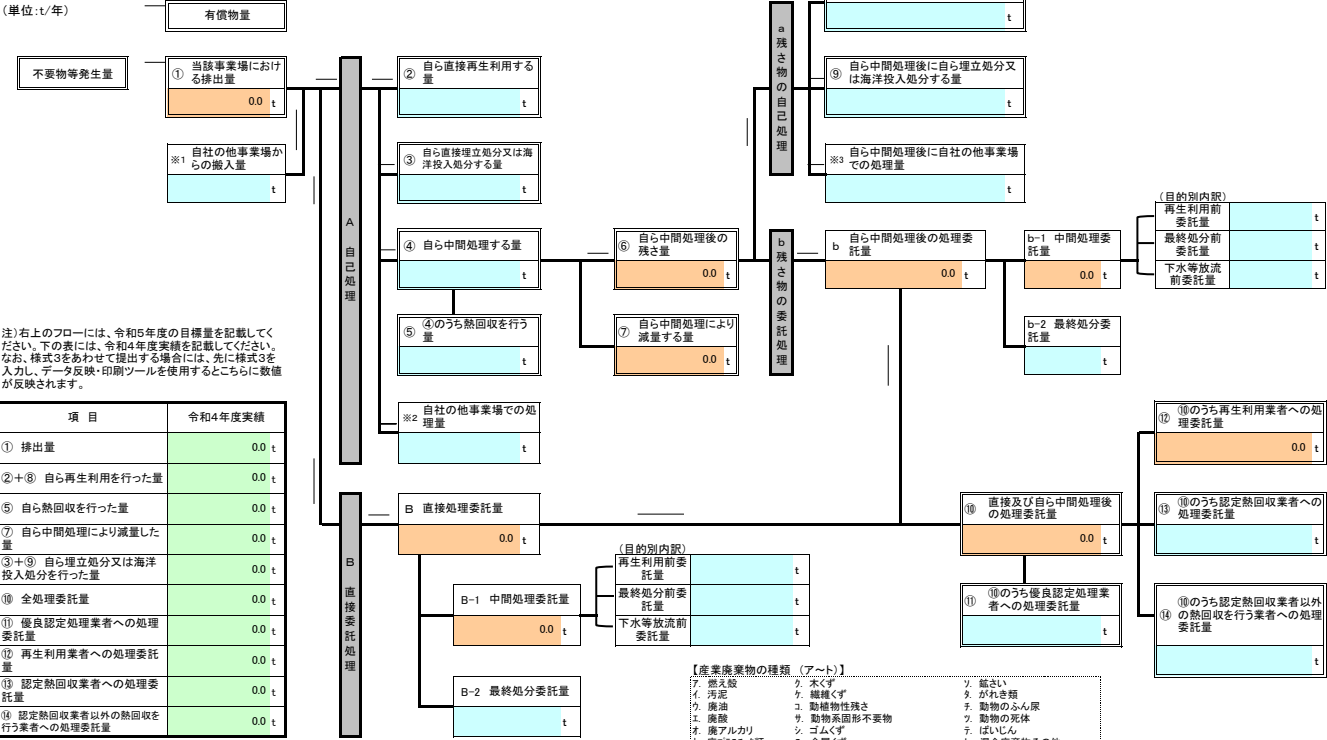 （単位:t/年）
有償物量
不要物等発生量
① 当該事業場におけ
る排出量
0.0 t
※1 自社の他事業場か
らの搬入量
t
A 自己処理
② 自ら直接再生利用する
量
t
③ 自ら直接埋立処分又は海
洋投入処分する量
t
④ 自ら中間処理する量
t
⑤ ④のうち熱回収を行う
量
t
※2 自社の他事業場での処
理量
t
⑥ 自ら中間処理後の
残さ量
0.0 t
⑦ 自ら中間処理により
減量する量
0.0 t
a 残さ物の自己処理
t
⑨ 自ら中間処理後に自ら埋立処分又
は海洋投入処分する量
t
※3 自ら中間処理後に自社の他事業場
での処理量
t
b 残さ物の委託処理
b 自ら中間処理後の処理委
託量
0.0 t
b-1 中間処理委
託量
0.0 t
（目的別内訳）
再生利用前
委託量 t
最終処分前
委託量 t
下水等放流
前委託量 t
b-2 最終処分委
託量
t
注）右上のフローには、令和5年度の目標量を記載してく
ださい。下の表には、令和4年度実績を記載してください。
なお、様式3をあわせて提出する場合には、先に様式3を
入力し、データ反映・印刷ツールを使用するとこちらに数値
が反映されます。
項 目 令和4年度実績
① 排出量 0.0 t
②＋⑧ 自ら再生利用を行った量 0.0 t
⑤ 自ら熱回収を行った量 0.0 t
⑦ 自ら中間処理により減量した
量 0.0 t
③＋⑨ 自ら埋立処分又は海洋
投入処分を行った量 0.0 t
⑩ 全処理委託量 0.0 t
⑪ 優良認定処理業者への処理
委託量 0.0 t
⑫ 再生利用業者への処理委託
量 0.0 t
⑬ 認定熱回収業者への処理委
託量 0.0 t
⑭ 認定熱回収業者以外の熱回収を
行う業者への処理委託量 0.0 t
B 直接委託処理
B 直接処理委託量
0.0 t
B-1 中間処理委託量
0.0 t
（目的別内訳）
再生利用前委
託量 t
最終処分前委
託量 t
下水等放流前
委託量 t
B-2 最終処分委託量
t
⑩ 直接及び自ら中間処理後
の処理委託量
0.0 t
⑪ ⑩のうち優良認定処理業
者への処理委託量
t
⑫ ⑩のうち再生利用業者への処
理委託量
0.0 t
⑬ ⑩のうち認定熱回収業者への
処理委託量
t
⑭ ⑩のうち認定熱回収業者以外
の熱回収を行う業者への処理
委託量
t
【産業廃棄物の種類 （ア～ト）】
ア. 燃え殻 ク. 木くず ソ. 鉱さい
イ. 汚泥 ケ. 繊維くず タ. がれき類
ウ. 廃油 コ. 動植物性残さ チ. 動物のふん尿
エ. 廃酸 サ. 動物系固形不要物 ツ. 動物の死体
オ. 廃アルカリ シ. ゴムくず テ. ばいじん